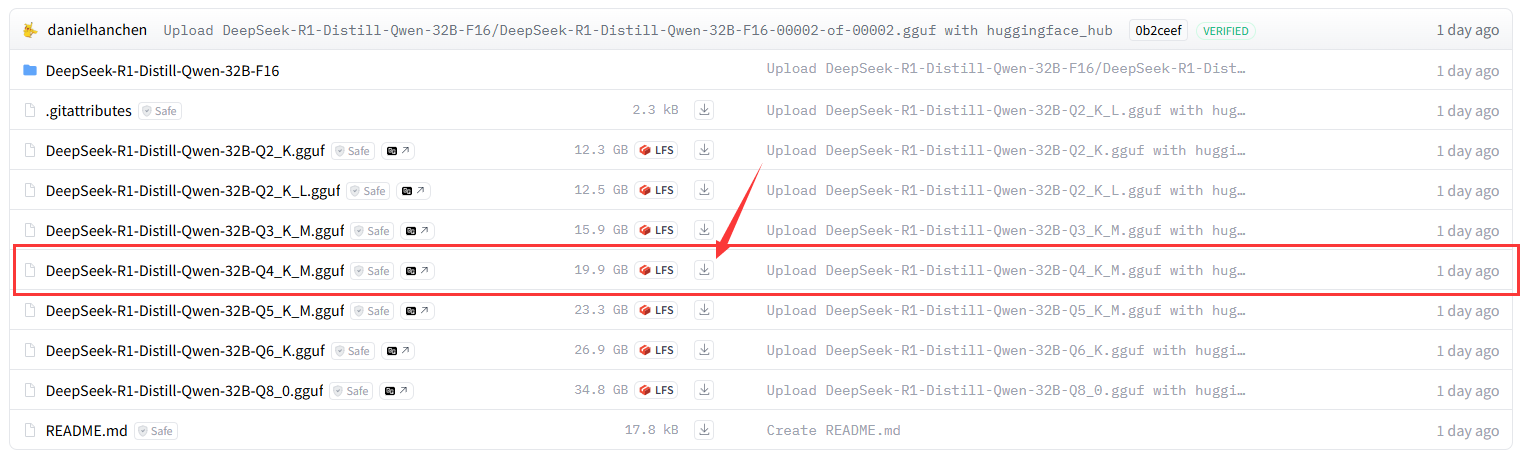 danielhanchen Upload DeepSeek-R1-Distill-Qwen-32B-F16/DeepSeek-R1-Distill-Qwen-32B-F16-00002-of-00002.gguf with huggingface_hub 0b2ceef VERIFIED 1 day ago
DeepSeek-R1-Distill-Qwen-32B-F16 Upload DeepSeek-R1-Distill-Qwen-32B-F16/DeepSeek-R1-Dist… 1 day ago
.gitattributes Safe 2.3 kB Upload DeepSeek-R1-Distill-Qwen-32B-Q2_K_L.gguf with hug… 1 day ago
DeepSeek-R1-Distill-Qwen-32B-Q2_K.gguf Safe 12.3 GB LFS Upload DeepSeek-R1-Distill-Qwen-32B-Q2_K.gguf with huggi… 1 day ago
DeepSeek-R1-Distill-Qwen-32B-Q2_K_L.gguf Safe 12.5 GB LFS Upload DeepSeek-R1-Distill-Qwen-32B-Q2_K_L.gguf with hug… 1 day ago
DeepSeek-R1-Distill-Qwen-32B-Q3_K_M.gguf Safe 15.9 GB LFS Upload DeepSeek-R1-Distill-Qwen-32B-Q3_K_M.gguf with hug… 1 day ago
DeepSeek-R1-Distill-Qwen-32B-Q4_K_M.gguf Safe 19.9 GB LFS Upload DeepSeek-R1-Distill-Qwen-32B-Q4_K_M.gguf with hug… 1 day ago
DeepSeek-R1-Distill-Qwen-32B-Q5_K_M.gguf Safe 23.3 GB LFS Upload DeepSeek-R1-Distill-Qwen-32B-Q5_K_M.gguf with hug… 1 day ago
DeepSeek-R1-Distill-Qwen-32B-Q6_K.gguf Safe 26.9 GB LFS Upload DeepSeek-R1-Distill-Qwen-32B-Q6_K.gguf with huggi… 1 day ago
DeepSeek-R1-Distill-Qwen-32B-Q8_0.gguf Safe 34.8 GB LFS Upload DeepSeek-R1-Distill-Qwen-32B-Q8_0.gguf with huggi… 1 day ago
README.md Safe 17.8 kB Create README.md 1 day ago